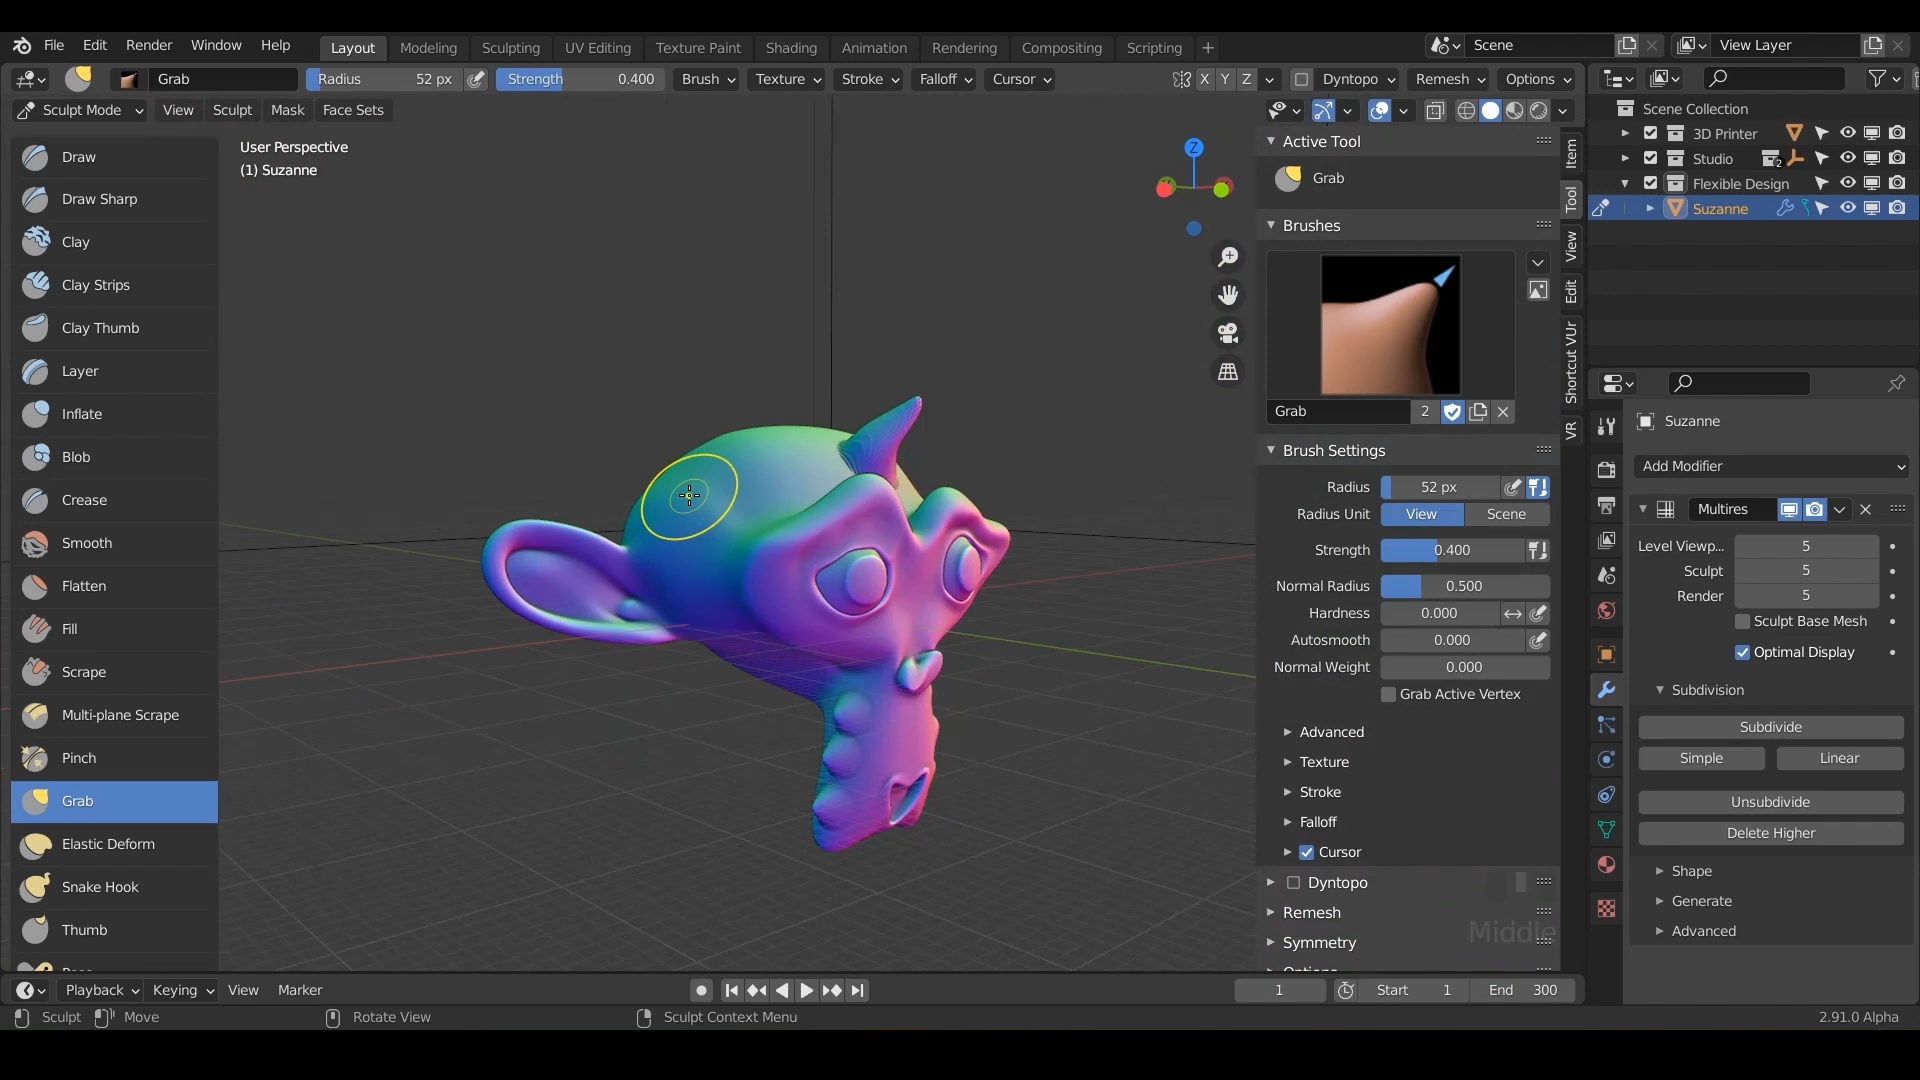 File Edit Render Window Help Layout Modeling Sculpting UV Editing Texture Paint Shading Animation Rendering Compositing Scripting + Scene View Layer
Grab Radius 52 px Strength 0.400 Brush Texture Stroke Falloff Cursor X Y Z Dyntopo Remesh Options
Sculpt Mode View Sculpt Mask Face Sets
Draw
Draw Sharp
Clay
Clay Strips
Clay Thumb
Layer
Inflate
Blob
Crease
Smooth
Flatten
Fill
Scrape
Multi-plane Scrape
Pinch
Grab
Elastic Deform
Snake Hook
Thumb
User Perspective
(1) Suzanne
Z
Active Tool
Grab
Brushes
Grab 2
Brush Settings
Radius 52 px
Radius Unit View Scene
Strength 0.400
Normal Radius 0.500
Hardness 0.000
Autosmooth 0.000
Normal Weight 0.000
Grab Active Vertex
Advanced
Texture
Stroke
Falloff
Cursor
Dyntopo
Remesh
Symmetry
Middle
Item
Tool
View
Edit
Shortcut VUr
VR
Scene Collection
3D Printer
Studio 2
Flexible Design
Suzanne
Suzanne
Add Modifier
Multires
Level Viewp... 5
Sculpt 5
Render 5
Sculpt Base Mesh
Optimal Display
Subdivision
Subdivide
Simple Linear
Unsubdivide
Delete Higher
Shape
Generate
Advanced
Playback Keying View Marker 1 Start 1 End 300
Sculpt Move Rotate View Sculpt Context Menu 2.91.0 Alpha